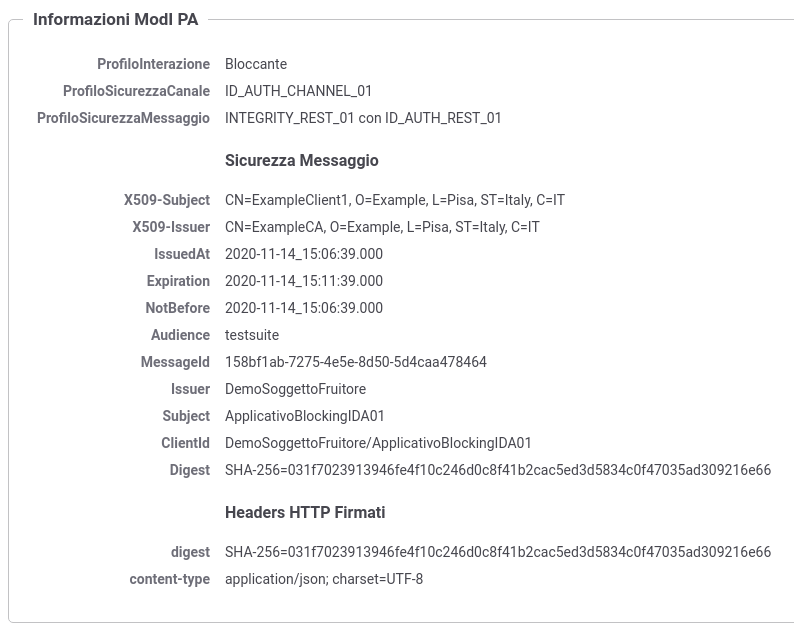 Informazioni ModI PA
ProfiloInterazione Bloccante
ProfiloSicurezzaCanale ID_AUTH_CHANNEL_01
ProfiloSicurezzaMessaggio INTEGRITY_REST_01 con ID_AUTH_REST_01
Sicurezza Messaggio
X509-Subject CN=ExampleClient1, O=Example, L=Pisa, ST=Italy, C=IT
X509-Issuer CN=ExampleCA, O=Example, L=Pisa, ST=Italy, C=IT
IssuedAt 2020-11-14_15:06:39.000
Expiration 2020-11-14_15:11:39.000
NotBefore 2020-11-14_15:06:39.000
Audience testsuite
MessageId 158bf1ab-7275-4e5e-8d50-5d4caa478464
Issuer DemoSoggettoFruitore
Subject ApplicativoBlockingIDA01
ClientId DemoSoggettoFruitore/ApplicativoBlockingIDA01
Digest SHA-256=031f7023913946fe4f10c246d0c8f41b2cac5ed3d5834c0f47035ad309216e66
Headers HTTP Firmati
digest SHA-256=031f7023913946fe4f10c246d0c8f41b2cac5ed3d5834c0f47035ad309216e66
content-type application/json; charset=UTF-8